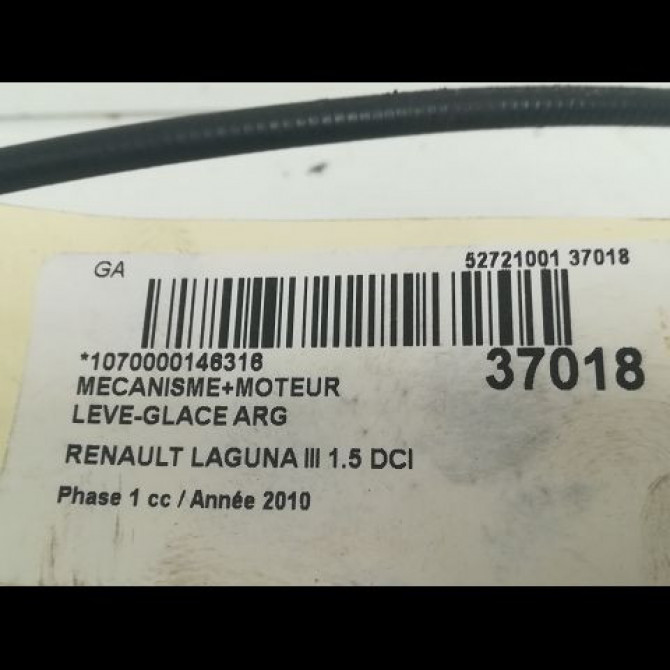 GA
52721001 37018
*1070000146316
37018
MECANISME+MOTEUR
LEVE-GLACE ARG
RENAULT LAGUNA III 1.5 DCI
Phase 1 cc / Année 2010